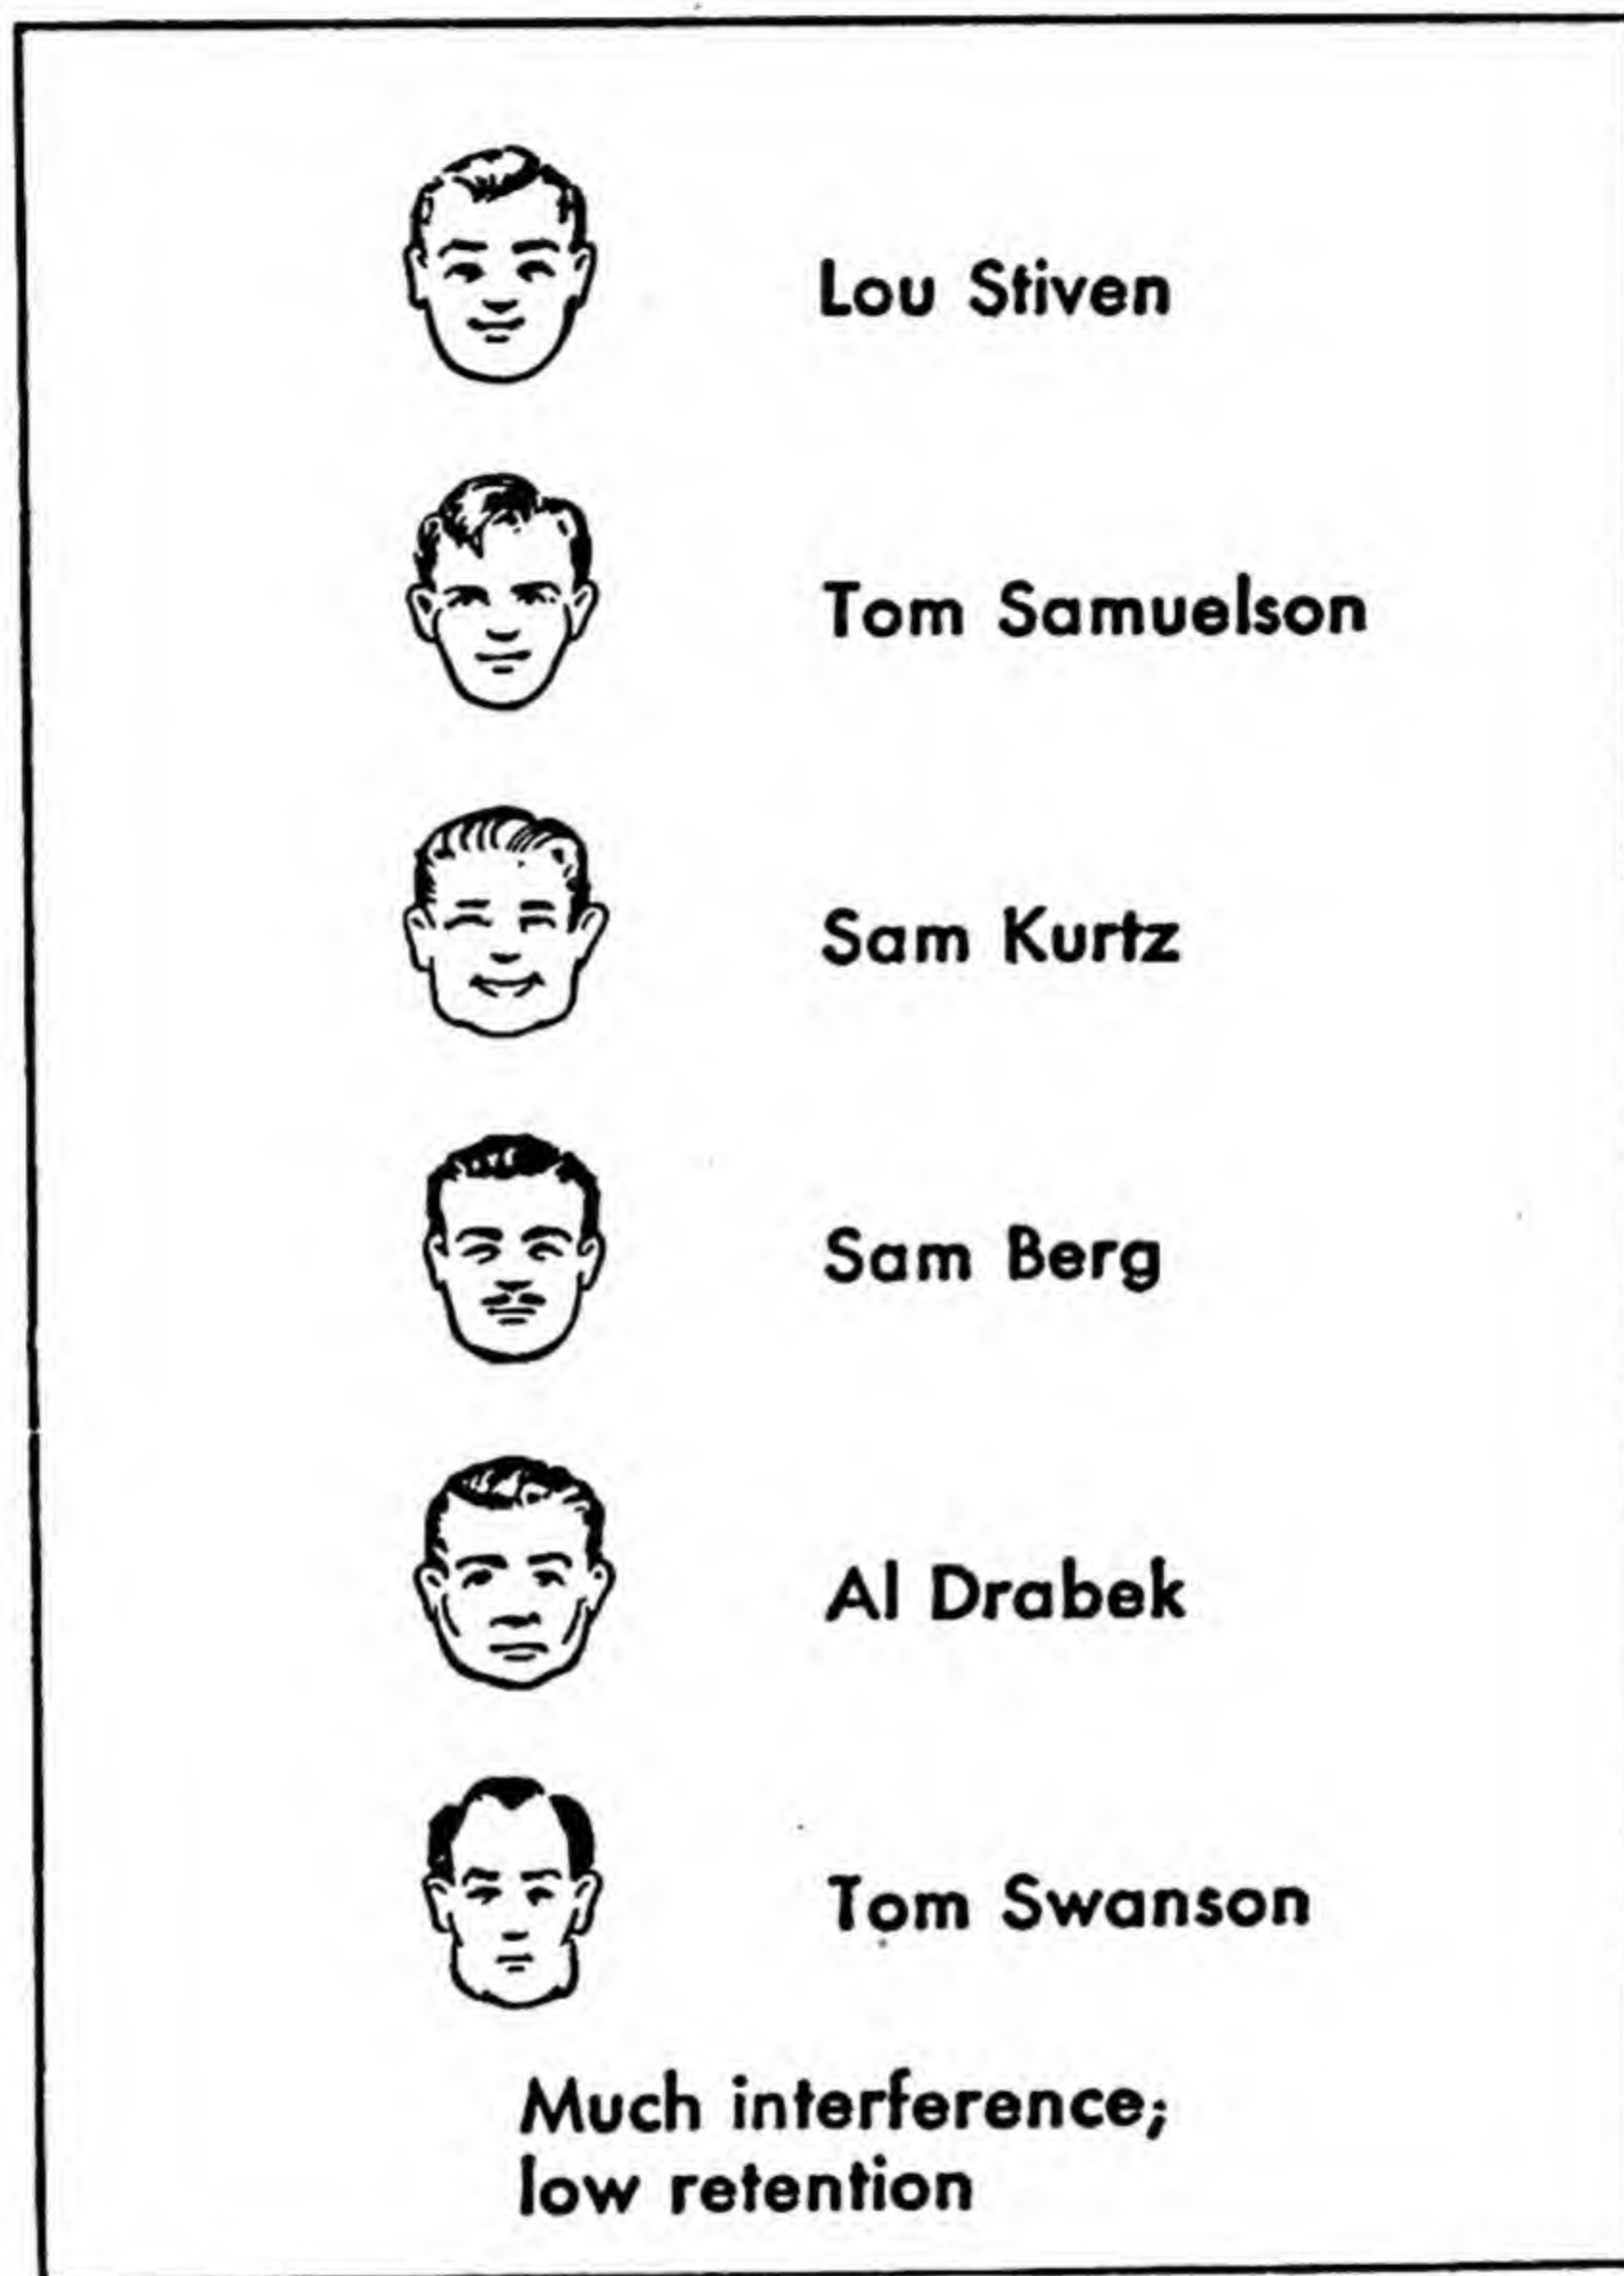 Lou Stiven
Tom Samuelson
Sam Kurtz
Sam Berg
Al Drabek
Tom Swanson
Much interference;
low retention